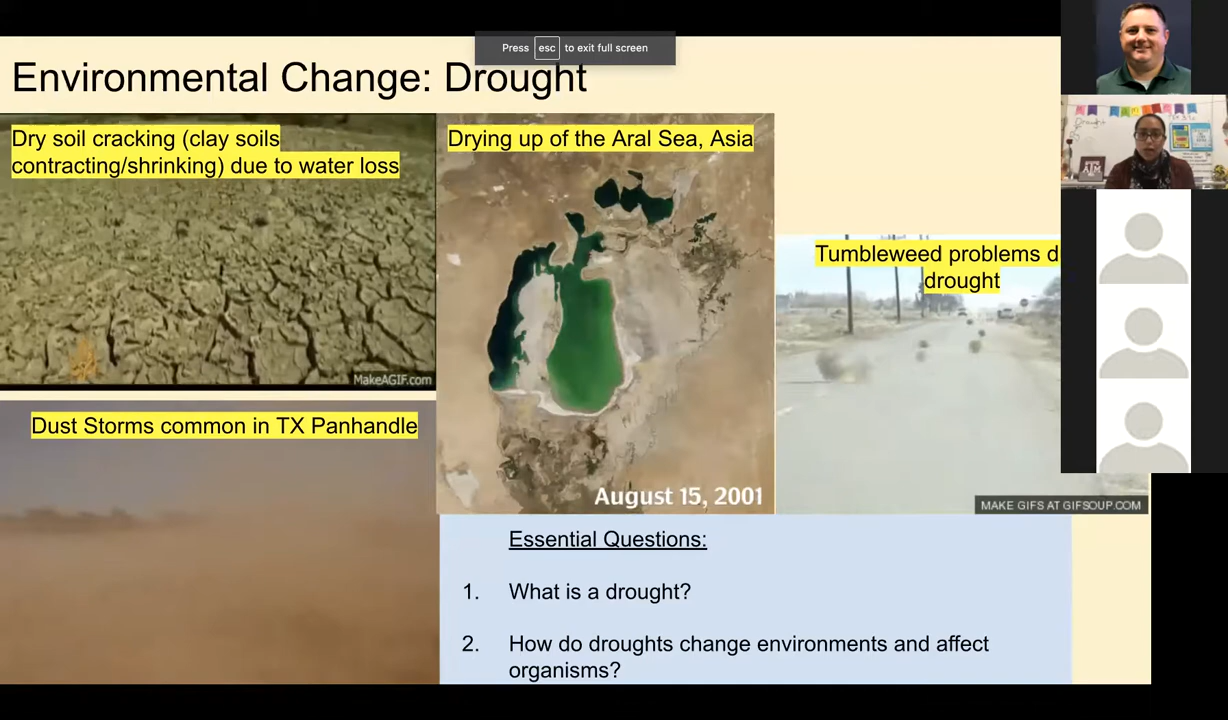 Press esc to exit full screen
Environmental Change: Drought
Dry soil cracking (clay soils
contracting/shrinking) due to water loss
MakeAGIF.com
Drying up of the Aral Sea, Asia
August 15, 2001
Tumbleweed problems d
drought
MAKE GIFS AT GIFSOUP.COM
Dust Storms common in TX Panhandle
Essential Questions:
1. What is a drought?
2. How do droughts change environments and affect
organisms?
Drought
ATM